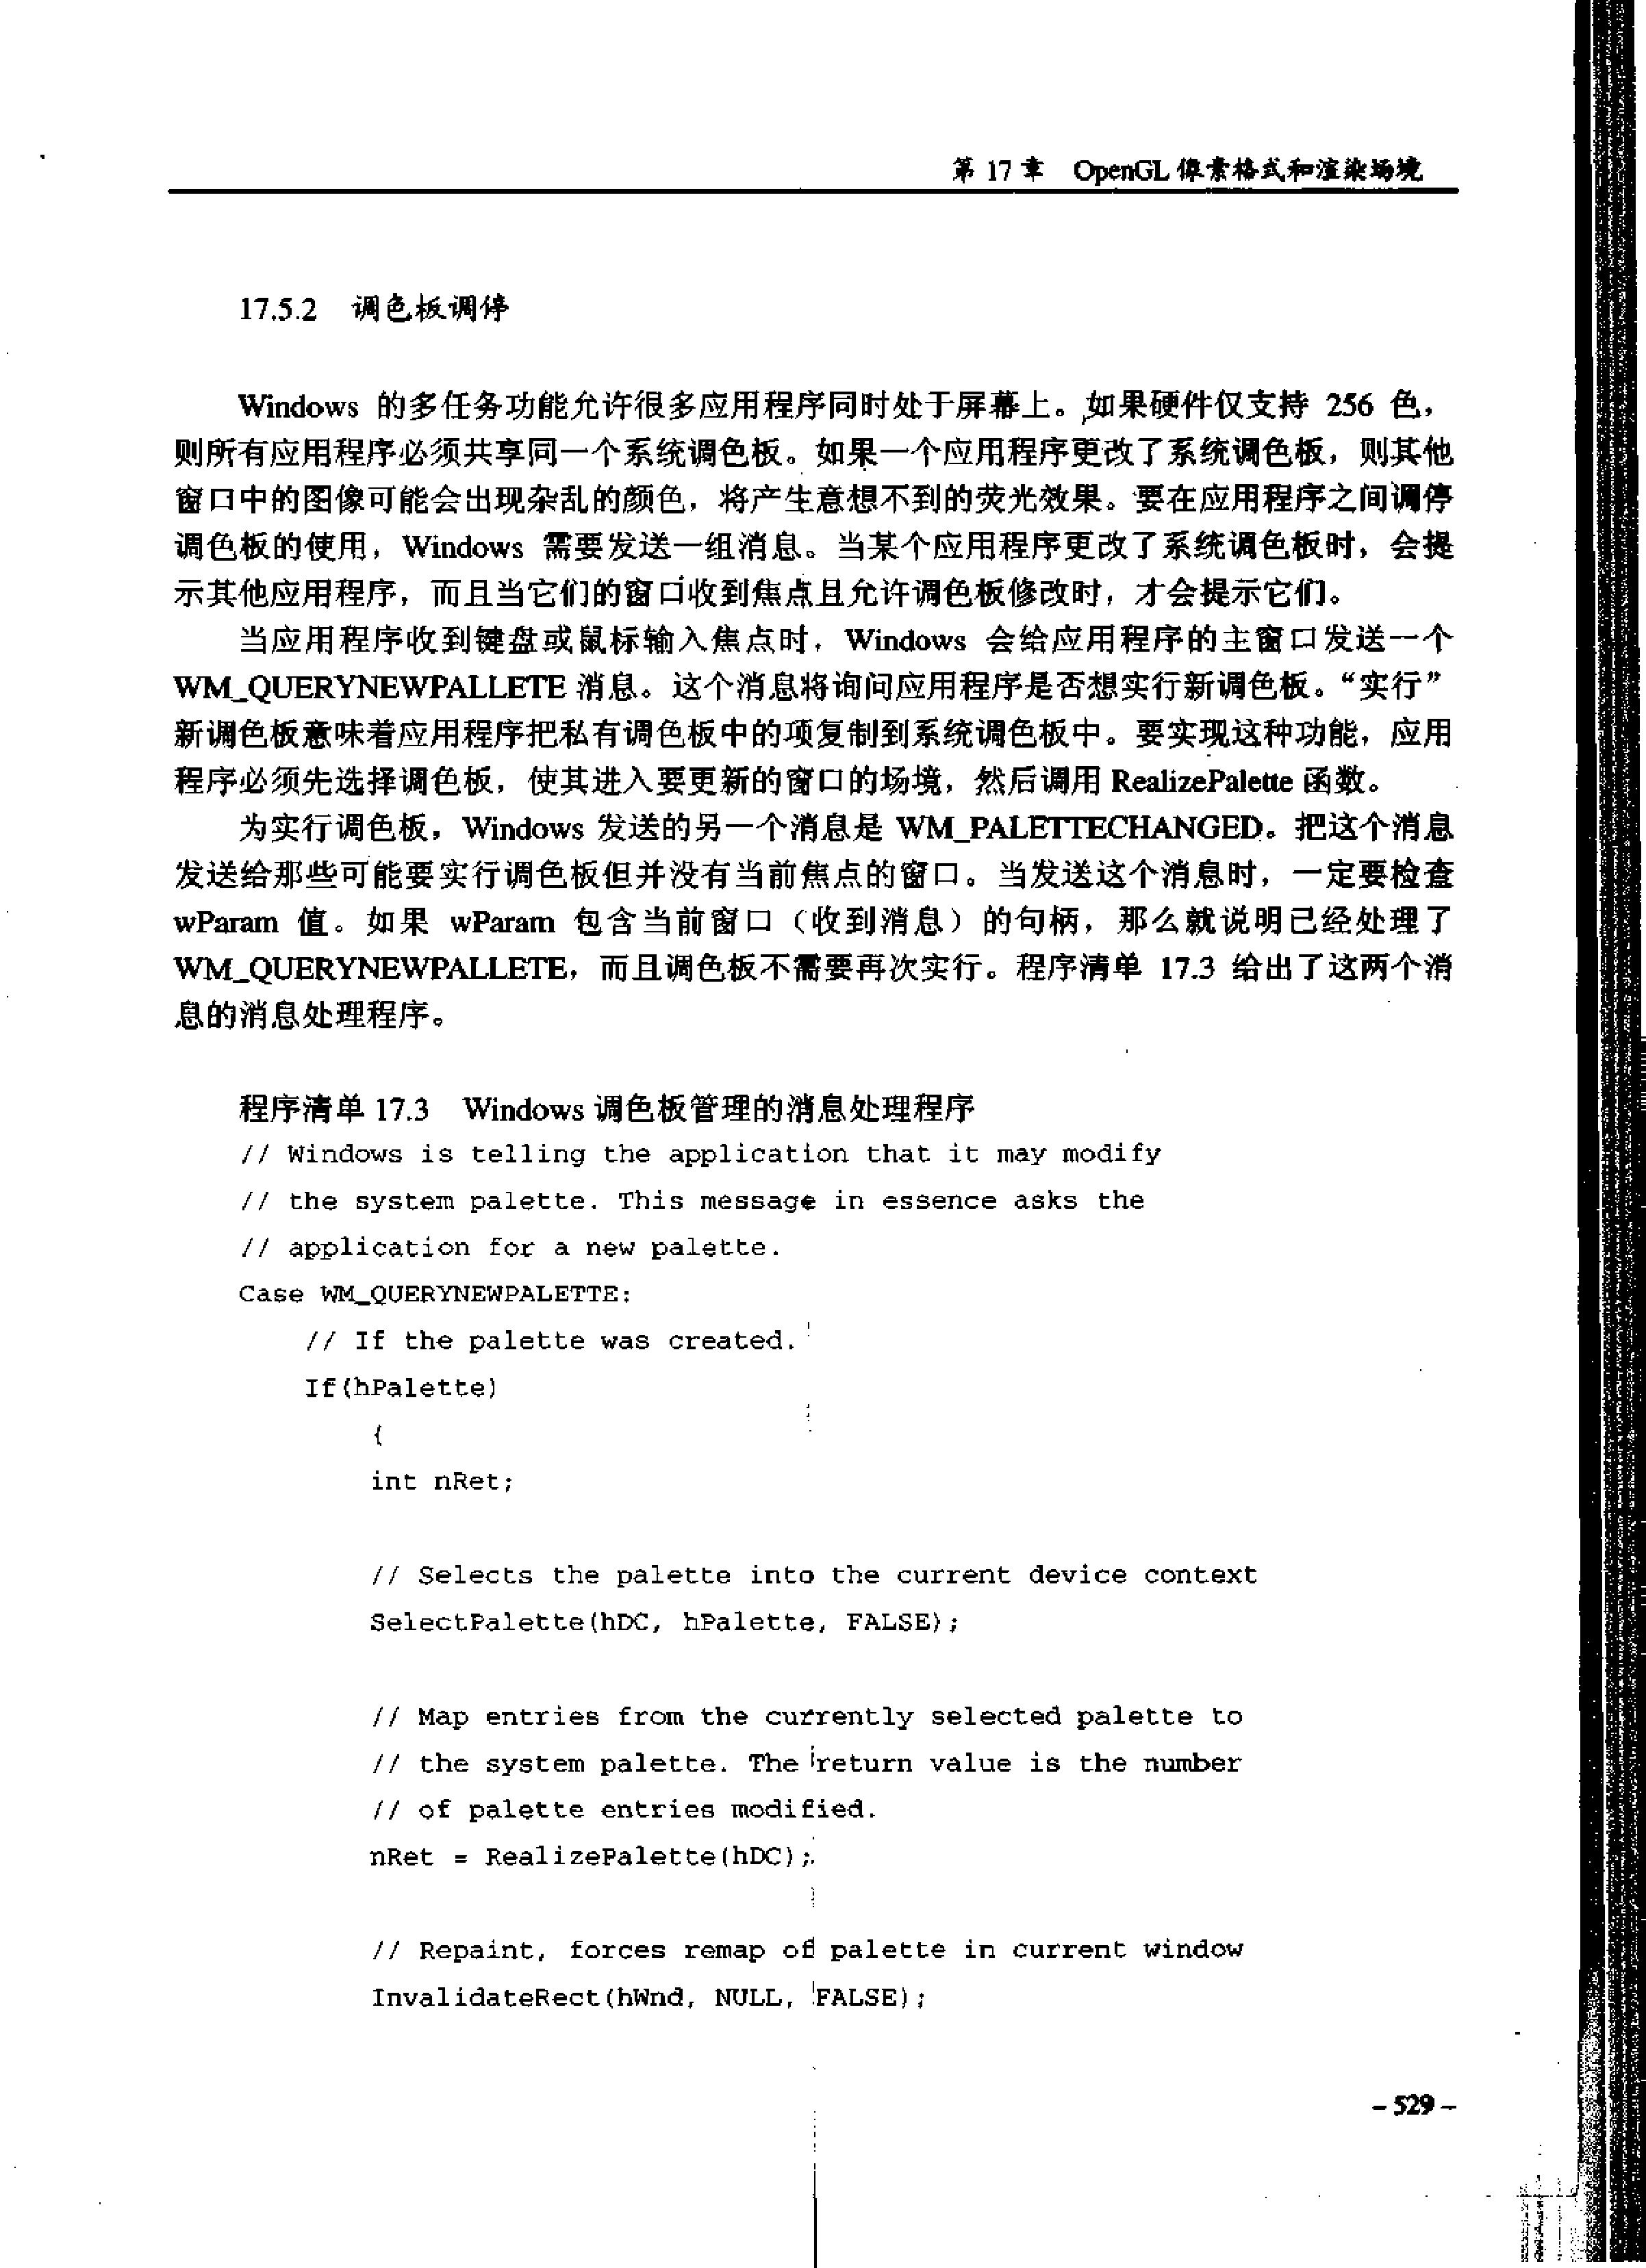 第 17 章 OpenGL 像素格式和渲染场境
17.5.2 调色板调停
Windows 的多任务功能允许很多应用程序同时处于屏幕上。如果硬件仅支持 256 色，
则所有应用程序必须共享同一个系统调色板。如果一个应用程序更改了系统调色板，则其他
窗口中的图像可能会出现杂乱的颜色，将产生意想不到的荧光效果。要在应用程序之间调停
调色板的使用，Windows 需要发送一组消息。当某个应用程序更改了系统调色板时，会提
示其他应用程序，而且当它们的窗口收到焦点且允许调色板修改时，才会提示它们。
当应用程序收到键盘或鼠标输入焦点时，Windows 会给应用程序的主窗口发送一个
WM_QUERYNEWPALLETE 消息。这个消息将询问应用程序是否想实行新调色板。“实行”
新调色板意味着应用程序把私有调色板中的项复制到系统调色板中。要实现这种功能，应用
程序必须先选择调色板，使其进入要更新的窗口的场境，然后调用 RealizePalette 函数。
为实行调色板，Windows 发送的另一个消息是 WM_PALETTECHANGED。把这个消息
发送给那些可能要实行调色板但并没有当前焦点的窗口。当发送这个消息时，一定要检查
wParam 值。如果 wParam 包含当前窗口（收到消息）的句柄，那么就说明已经处理了
WM_QUERYNEWPALLETE，而且调色板不需要再次实行。程序清单 17.3 给出了这两个消
息的消息处理程序。
程序清单 17.3 Windows 调色板管理的消息处理程序
// Windows is telling the application that it may modify
// the system palette. This message in essence asks the
// application for a new palette.
Case WM_QUERYNEWPALETTE:
// If the palette was created.
If(hPalette)
{
int nRet;
// Selects the palette into the current device context
SelectPalette(hDC, hPalette, FALSE);
// Map entries from the currently selected palette to
// the system palette. The return value is the number
// of palette entries modified.
nRet = RealizePalette(hDC);
// Repaint, forces remap of palette in current window
InvalidateRect(hWnd, NULL, FALSE);
- 529 -